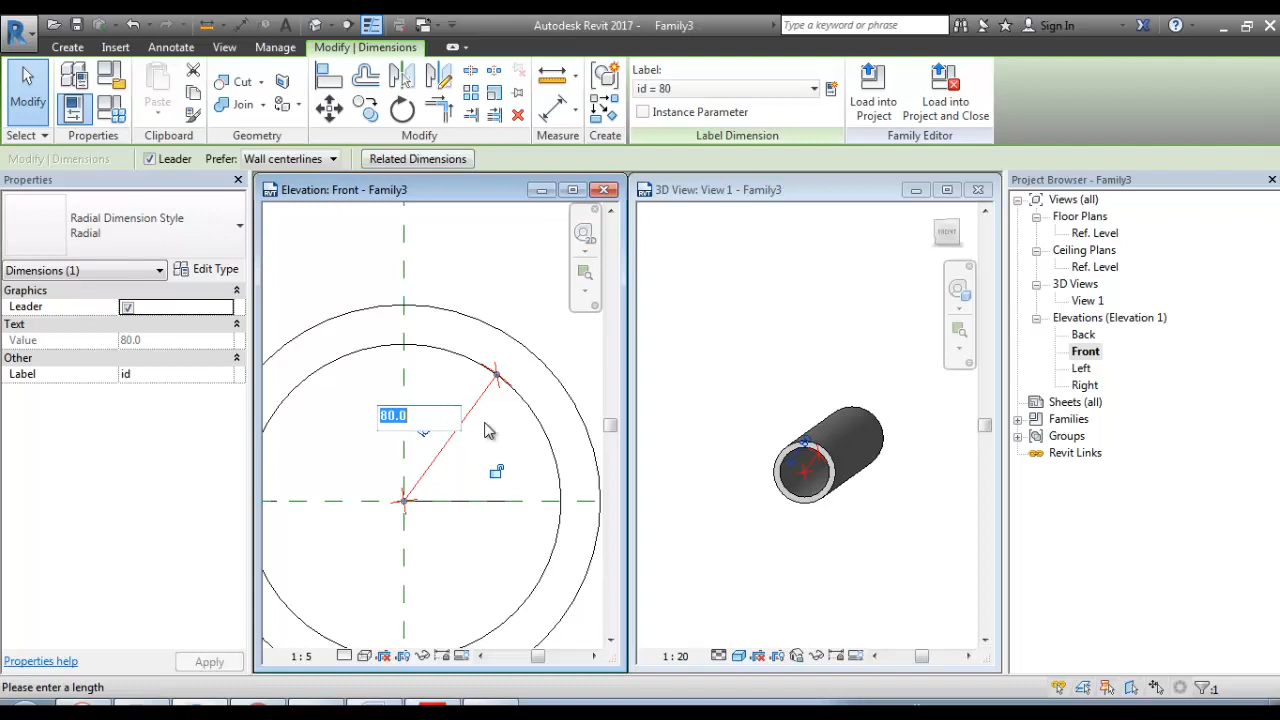 Autodesk Revit 2017 - Family3
Type a keyword or phrase
Sign In
Create Insert Annotate View Manage Modify | Dimensions
Modify
Select
Properties
Paste
Clipboard
Cut
Join
Geometry
Modify
Measure
Create
Label:
id = 80
Instance Parameter
Label Dimension
Load into
Project
Load into
Project and Close
Family Editor
Modify | Dimensions
Leader
Prefer: Wall centerlines
Related Dimensions
Properties
Radial Dimension Style
Radial
Dimensions (1)
Edit Type
Graphics
Leader
Text
Value 80.0
Other
Label id
Properties help
Apply
Elevation: Front - Family3
2D
80.0
1 : 5
3D View: View 1 - Family3
FRONT
1 : 20
Project Browser - Family3
Views (all)
Floor Plans
Ref. Level
Ceiling Plans
Ref. Level
3D Views
View 1
Elevations (Elevation 1)
Back
Front
Left
Right
Sheets (all)
Families
Groups
Revit Links
Please enter a length
:1